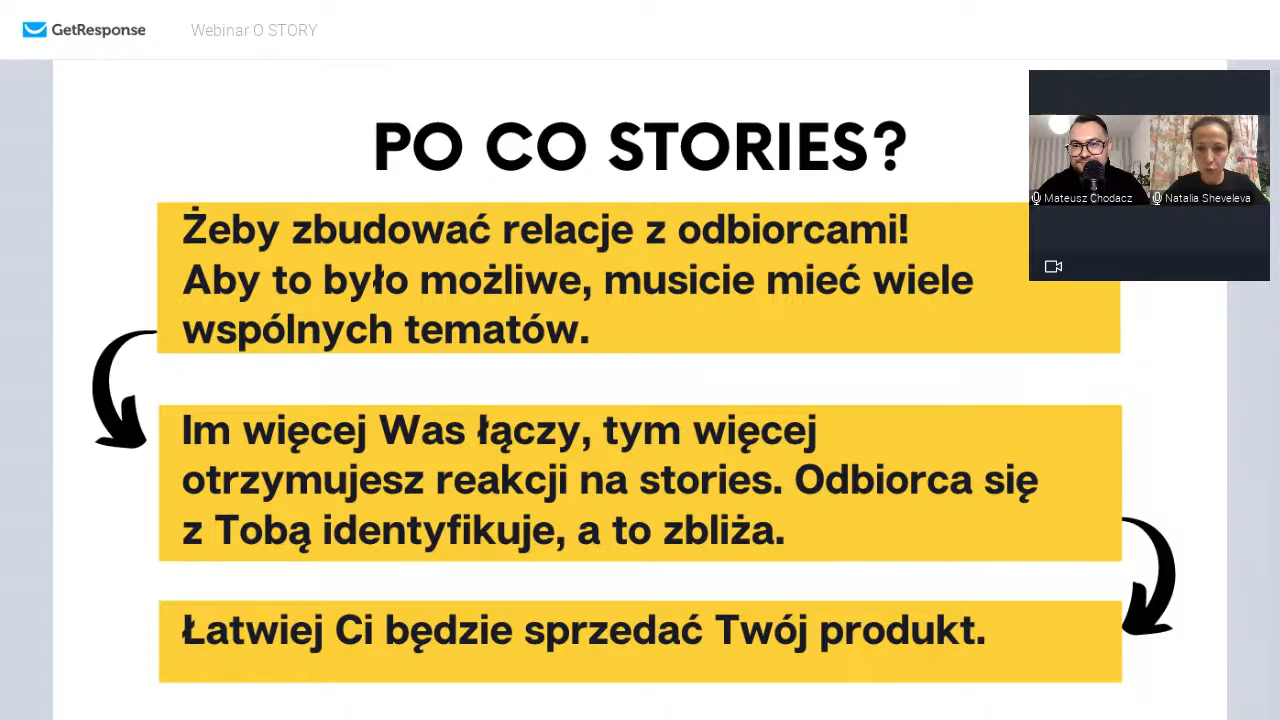 GetResponse
Webinar O STORY
PO CO STORIES?
Mateusz Chodacz
Natalia Sheveleva
Żeby zbudować relacje z odbiorcami!
Aby to było możliwe, musicie mieć wiele
wspólnych tematów.
Im więcej Was łączy, tym więcej
otrzymujesz reakcji na stories. Odbiorca się
z Tobą identyfikuje, a to zbliża.
Łatwiej Ci będzie sprzedać Twój produkt.